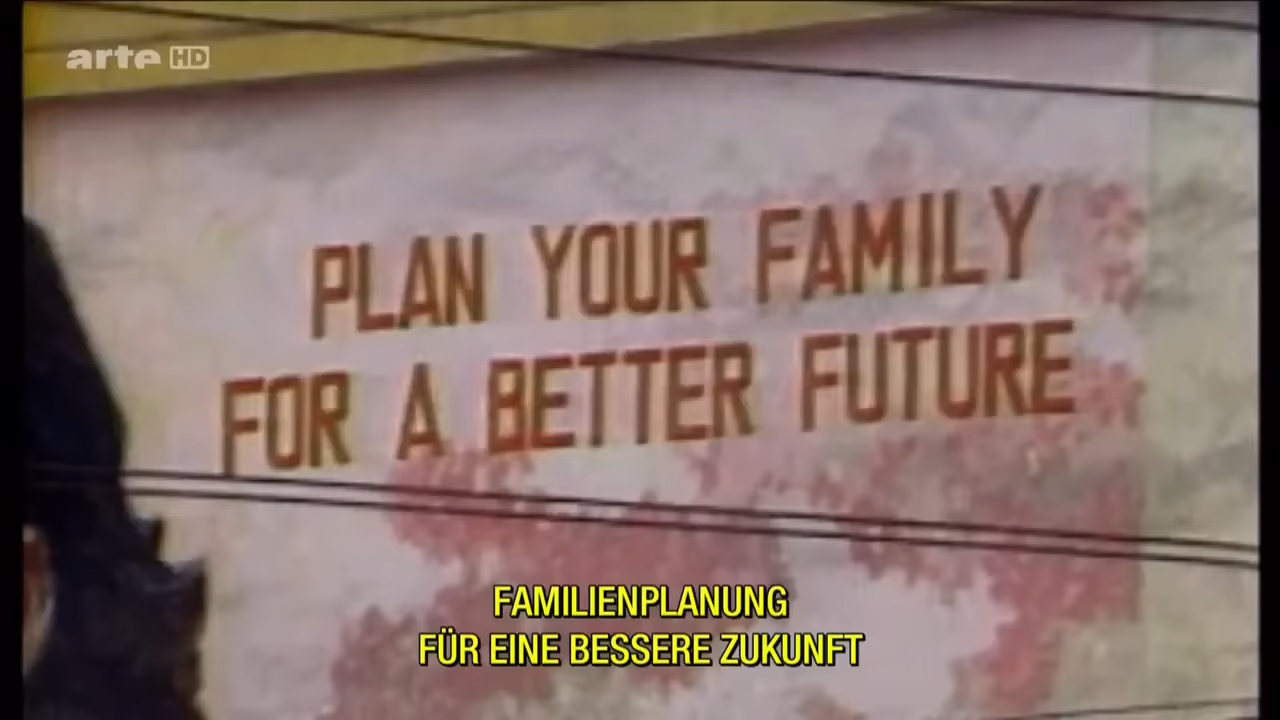 arte HD
PLAN YOUR FAMILY
FOR A BETTER FUTURE
FAMILIENPLANUNG
FÜR EINE BESSERE ZUKUNFT